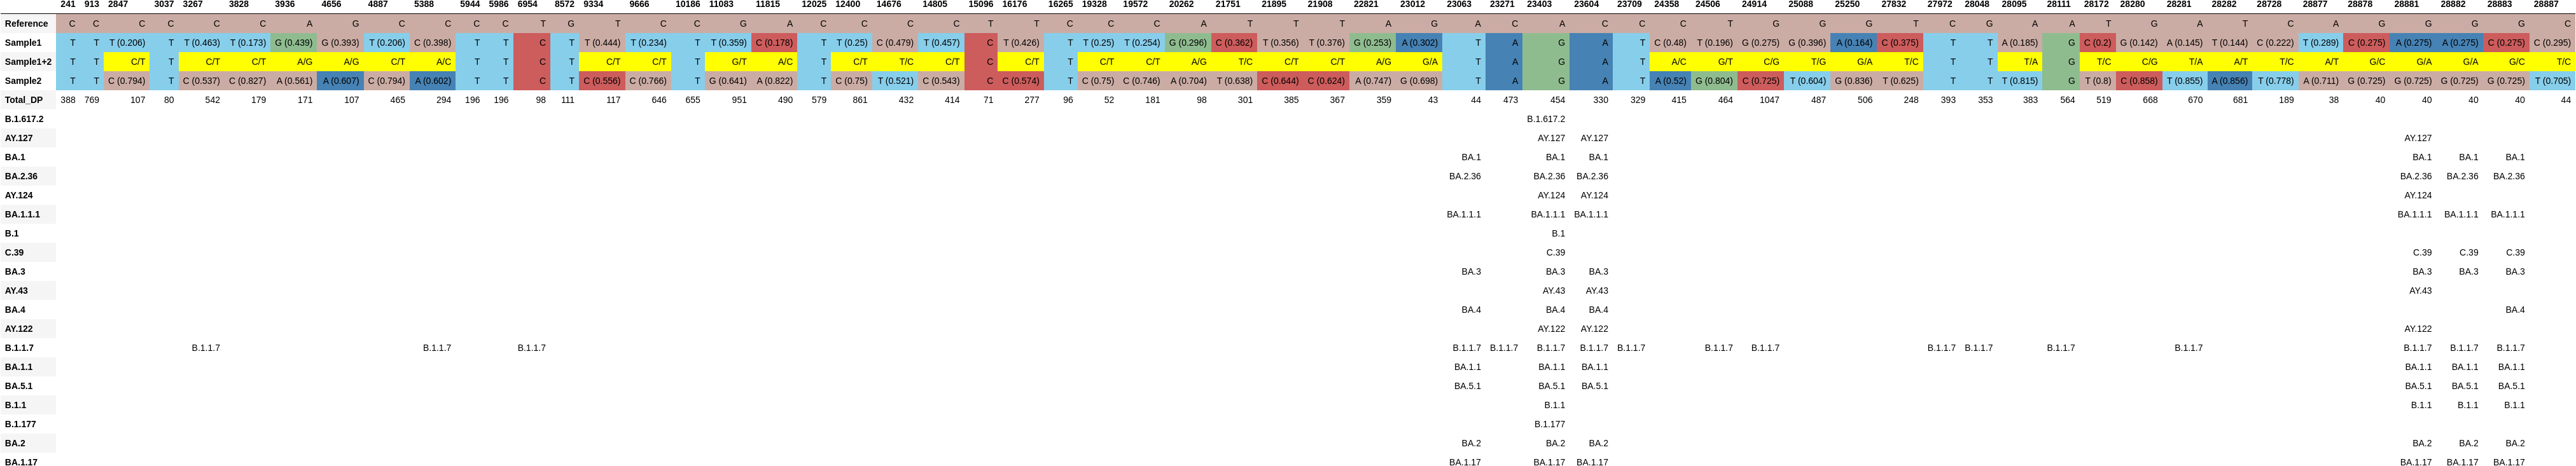 241 913 2847 3037 3267 3828 3936 4656 4887 5388 5944 5986 6954 8572 9334 9666 10186 11083 11815 12025 12400 14676 14805 15096 16176 16265 19328 19572 20262 21751 21895 21908 22821 23012 23063 23271 23403 23604 23709 24358 24506 24914 25088 25250 27832 27972 28048 28095 28111 28172 28280 28281 28282 28728 28877 28878 28881 28882 28883 28887
Reference C C C C C C A G C C C C T G T C C G A C C C C T T C C C A T T T A G A C A C C C T G G G T C G A A T G A T C A G G G G C
Sample1 T T T (0.206) T T (0.463) T (0.173) G (0.439) G (0.393) T (0.206) C (0.398) T T C T T (0.444) T (0.234) T T (0.359) C (0.178) T T (0.25) C (0.479) T (0.457) C T (0.426) T T (0.25) T (0.254) G (0.296) C (0.362) T (0.356) T (0.376) G (0.253) A (0.302) T A G A T C (0.48) T (0.196) G (0.275) G (0.396) A (0.164) C (0.375) T T A (0.185) G C (0.2) G (0.142) A (0.145) T (0.144) C (0.222) T (0.289) C (0.275) A (0.275) A (0.275) C (0.275) C (0.295)
Sample1+2 T T C/T T C/T C/T A/G A/G C/T A/C T T C T C/T C/T T G/T A/C T C/T T/C C/T C C/T T C/T C/T A/G T/C C/T C/T A/G G/A T A G A T A/C G/T C/G T/G A/G T/C T T T/A G T/C C/G T/A T/A T/C A/T G/C G/A G/A G/C T/C
Sample2 T T C (0.794) T C (0.537) C (0.827) A (0.561) A (0.607) C (0.794) A (0.602) T T C T C (0.556) C (0.766) T G (0.641) A (0.822) T C (0.75) T (0.521) C (0.543) C C (0.574) T C (0.75) C (0.746) A (0.704) T (0.638) C (0.644) C (0.624) A (0.747) G (0.698) T A G A T A (0.52) G (0.804) C (0.725) T (0.604) G (0.836) T (0.625) T T T (0.815) G T (0.8) C (0.858) T (0.855) A (0.856) T (0.778) A (0.711) G (0.725) G (0.725) G (0.725) G (0.725) T (0.705)
Total_DP 388 769 107 80 542 179 171 107 465 294 196 196 98 111 117 646 655 951 490 579 861 432 414 71 277 96 52 181 98 301 385 367 359 43 44 473 454 330 329 415 464 1047 487 506 248 393 353 383 564 519 668 670 681 189 38 40 40 40 40 44
B.1.617.2 B.1.617.2
AY.127 AY.127 AY.127 AY.127
BA.1 BA.1 BA.1 BA.1 BA.1 BA.1 BA.1
BA.2.36 BA.2.36 BA.2.36 BA.2.36 BA.2.36 BA.2.36 BA.2.36
AY.124 AY.124 AY.124 AY.124
BA.1.1.1 BA.1.1.1 BA.1.1.1 BA.1.1.1 BA.1.1.1 BA.1.1.1 BA.1.1.1
B.1 B.1
C.39 C.39 C.39 C.39 C.39
BA.3 BA.3 BA.3 BA.3 BA.3 BA.3 BA.3
AY.43 AY.43 AY.43 AY.43
BA.4 BA.4 BA.4 BA.4 BA.4
AY.122 AY.122 AY.122 AY.122
B.1.1.7 B.1.1.7 B.1.1.7 B.1.1.7 B.1.1.7 B.1.1.7 B.1.1.7 B.1.1.7 B.1.1.7 B.1.1.7 B.1.1.7 B.1.1.7 B.1.1.7 B.1.1.7 B.1.1.7 B.1.1.7 B.1.1.7 B.1.1.7
BA.1.1 BA.1.1 BA.1.1 BA.1.1 BA.1.1 BA.1.1 BA.1.1
BA.5.1 BA.5.1 BA.5.1 BA.5.1 BA.5.1 BA.5.1 BA.5.1
B.1.1 B.1.1 B.1.1 B.1.1 B.1.1
B.1.177 B.1.177
BA.2 BA.2 BA.2 BA.2 BA.2 BA.2 BA.2
BA.1.17 BA.1.17 BA.1.17 BA.1.17 BA.1.17 BA.1.17 BA.1.17